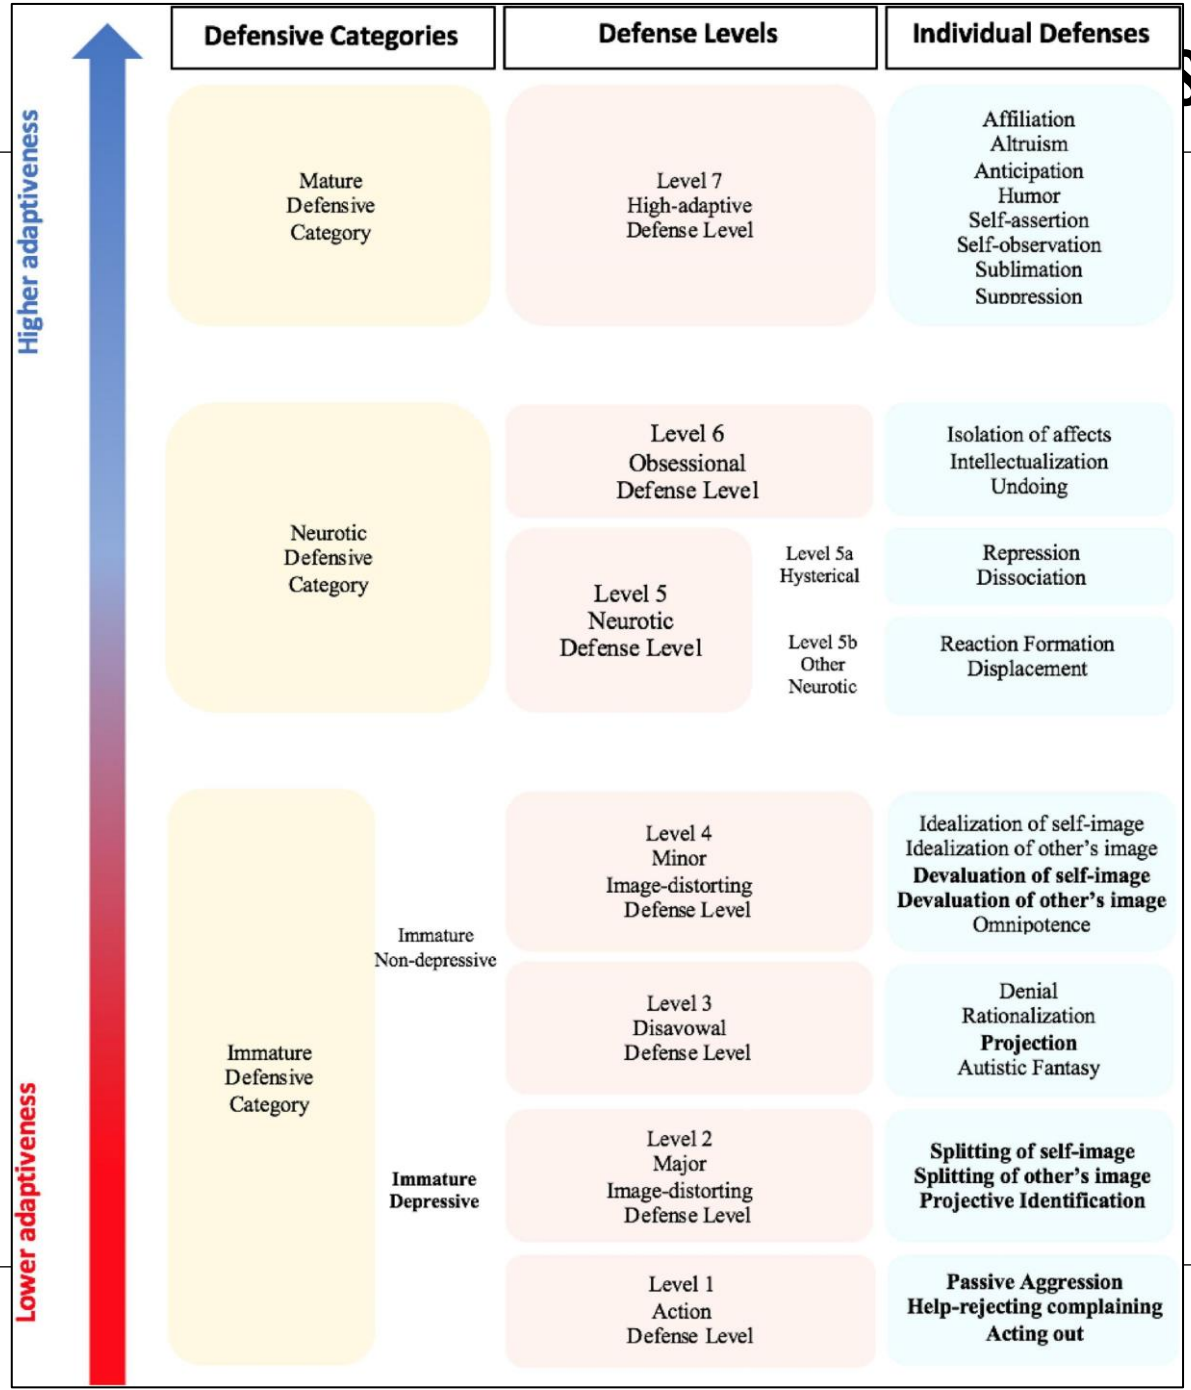 Defensive Categories
Defense Levels
Individual Defenses
Higher adaptiveness
Mature
Defensive
Category
Level 7
High-adaptive
Defense Level
Affiliation
Altruism
Anticipation
Humor
Self-assertion
Self-observation
Sublimation
Suppression
Neurotic
Defensive
Category
Level 6
Obsessional
Defense Level
Isolation of affects
Intellectualization
Undoing
Level 5
Neurotic
Defense Level
Level 5a
Hysterical
Repression
Dissociation
Level 5b
Other
Neurotic
Reaction Formation
Displacement
Lower adaptiveness
Immature
Defensive
Category
Immature
Non-depressive
Level 4
Minor
Image-distorting
Defense Level
Idealization of self-image
Idealization of other's image
Devaluation of self-image
Devaluation of other's image
Omnipotence
Level 3
Disavowal
Defense Level
Denial
Rationalization
Projection
Autistic Fantasy
Immature
Depressive
Level 2
Major
Image-distorting
Defense Level
Splitting of self-image
Splitting of other's image
Projective Identification
Level 1
Action
Defense Level
Passive Aggression
Help-rejecting complaining
Acting out